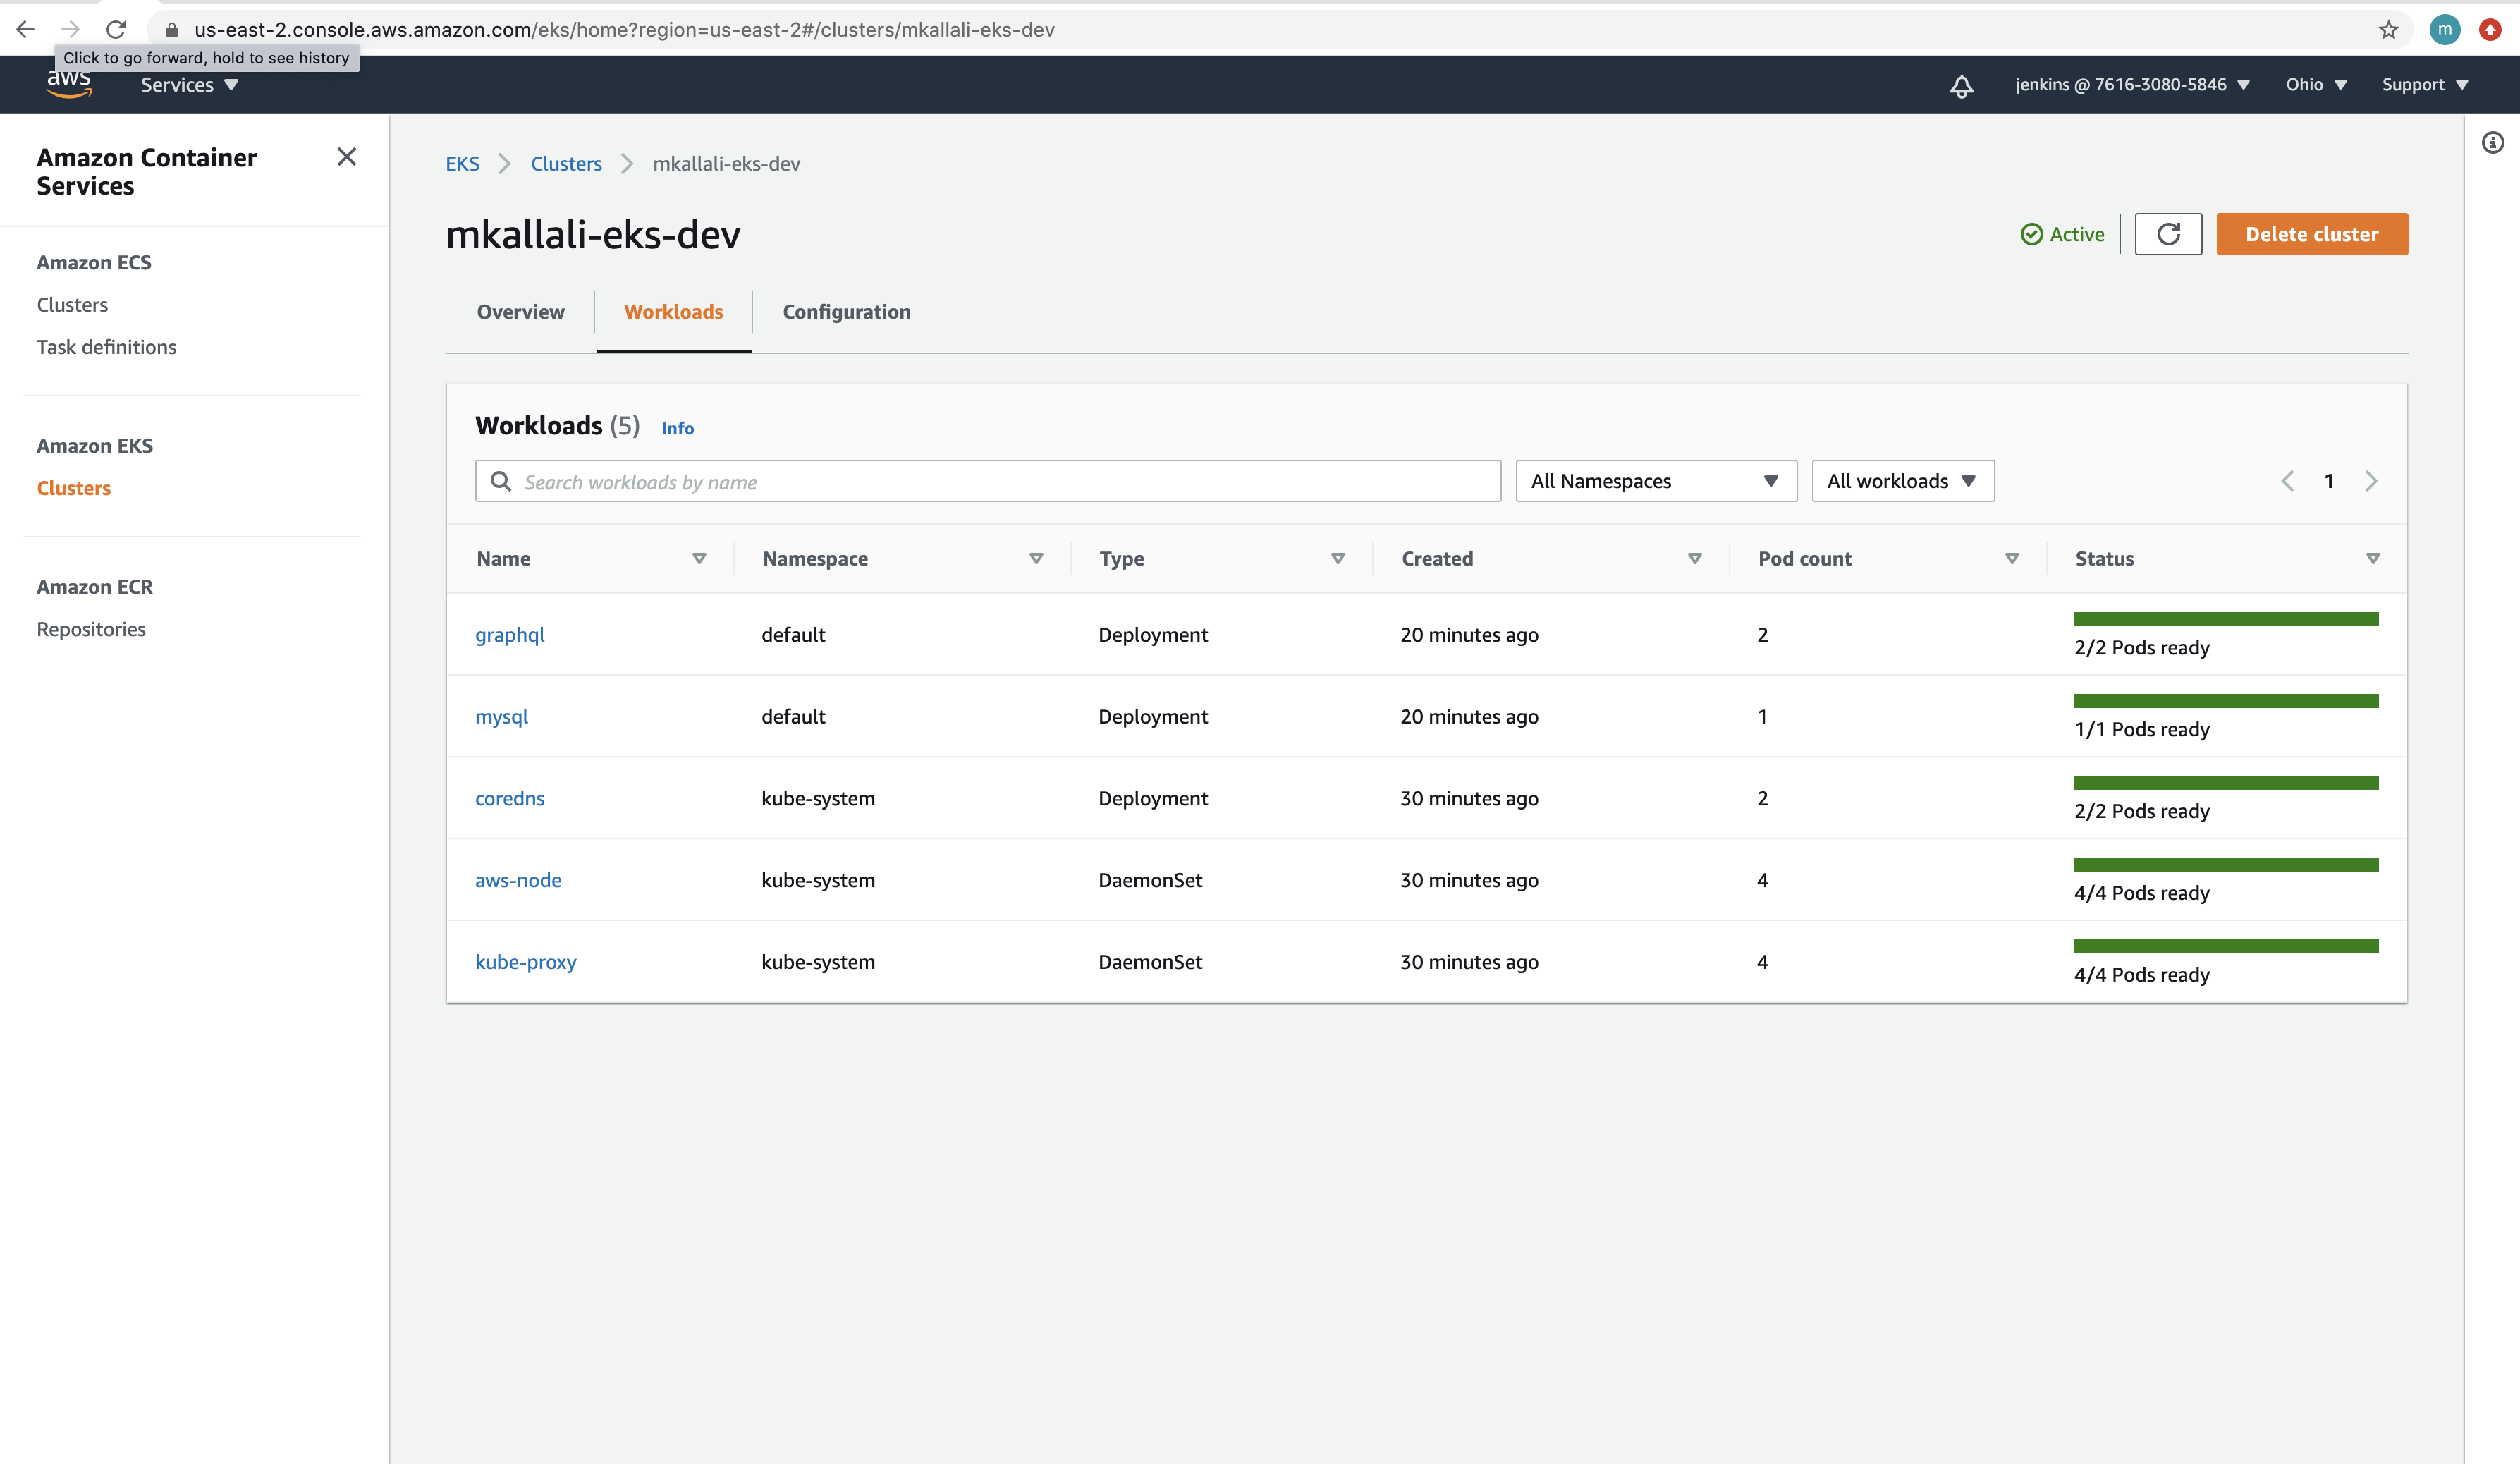 us-east-2.console.aws.amazon.com/eks/home?region=us-east-2#/clusters/mkallali-eks-dev
m
Click to go forward, hold to see history
aws
Services
jenkins @ 7616-3080-5846
Ohio
Support
Amazon Container
Services
Amazon ECS
Clusters
Task definitions
Amazon EKS
Clusters
Amazon ECR
Repositories
EKS
Clusters
mkallali-eks-dev
mkallali-eks-dev
Active
Delete cluster
Overview
Workloads
Configuration
Workloads (5) Info
Search workloads by name
All Namespaces
All workloads
1
Name Namespace Type Created Pod count Status
graphql default Deployment 20 minutes ago 2 2/2 Pods ready
mysql default Deployment 20 minutes ago 1 1/1 Pods ready
coredns kube-system Deployment 30 minutes ago 2 2/2 Pods ready
aws-node kube-system DaemonSet 30 minutes ago 4 4/4 Pods ready
kube-proxy kube-system DaemonSet 30 minutes ago 4 4/4 Pods ready